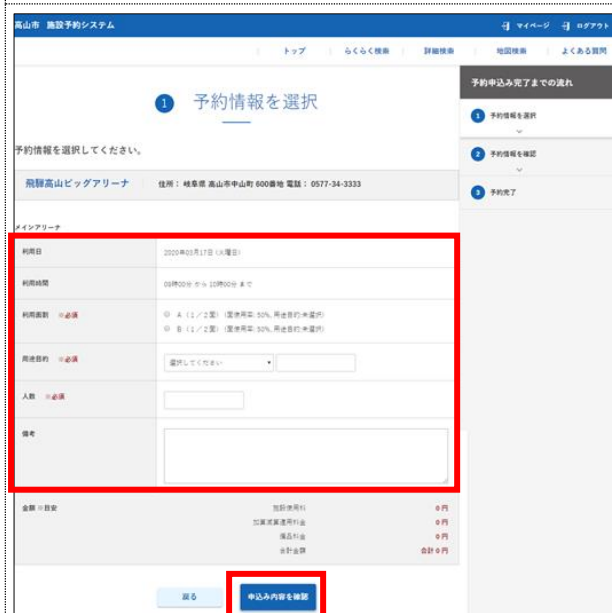 高山市 施設予約システム
マイページ ログアウト
トップ らくらく検索 詳細検索 地図検索 よくある質問
1 予約情報を選択
予約情報を選択してください。
飛騨高山ビッグアリーナ 住所： 岐阜県 高山市中山町 600番地 電話： 0577-34-3333
メインアリーナ
利用日 2020年03月17日（火曜日）
利用時間 09時00分 から 10時00分 まで
利用面割 ※必須 A （１／２面） （面使用率: 50%, 用途目的:未選択）
B （１／２面） （面使用率: 50%, 用途目的:未選択）
用途目的 ※必須 選択してください
人数 ※必須
備考
金額 ※目安 施設使用料 0 円
加算減算適用料金 0 円
備品料金 0 円
合計金額 合計 0 円
戻る 申込み内容を確認
予約申込み完了までの流れ
1 予約情報を選択
2 予約情報を確認
3 予約完了